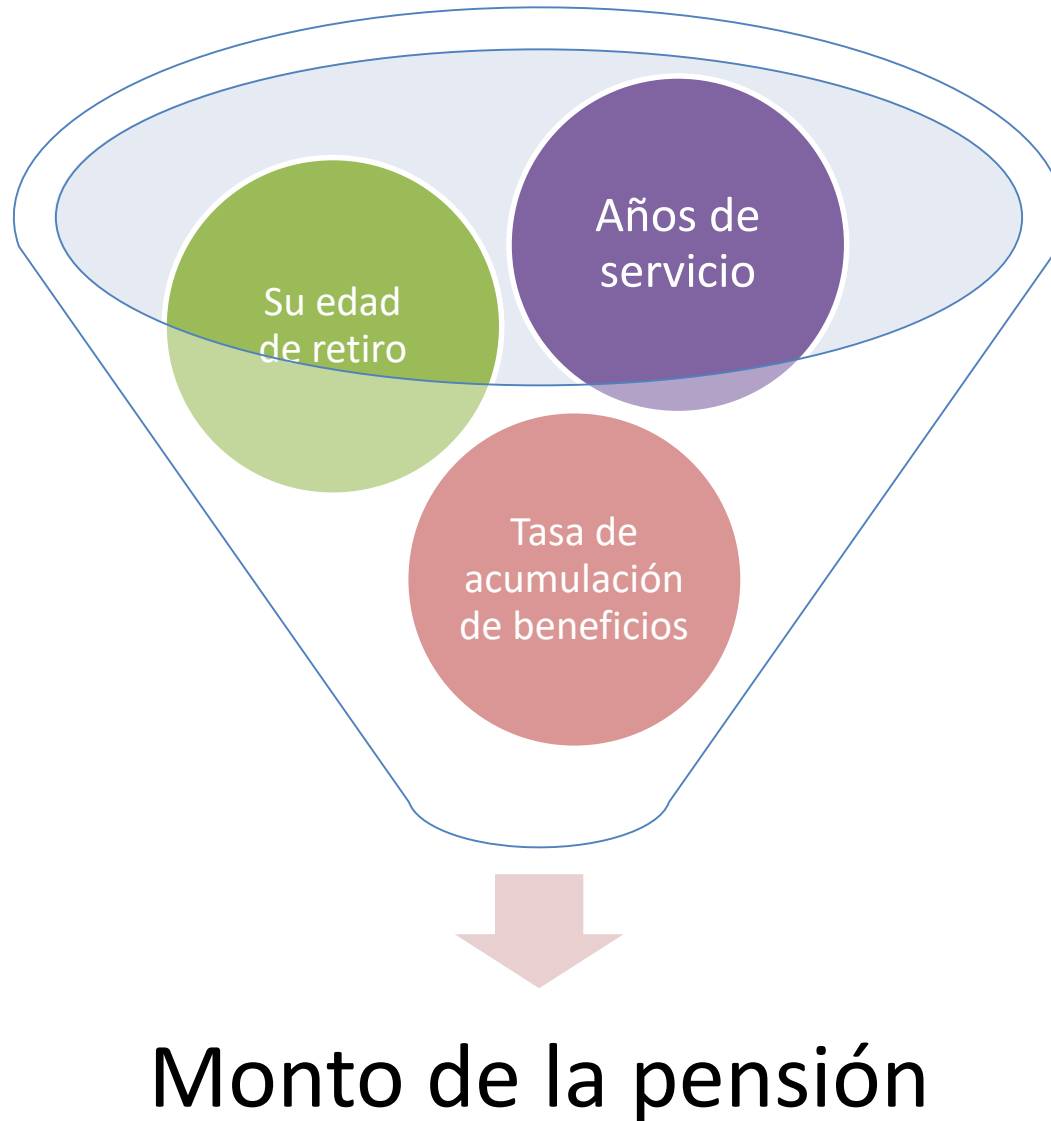 Años de
servicio
Su edad
de retiro
Tasa de
acumulación
de beneficios
Monto de la pensión